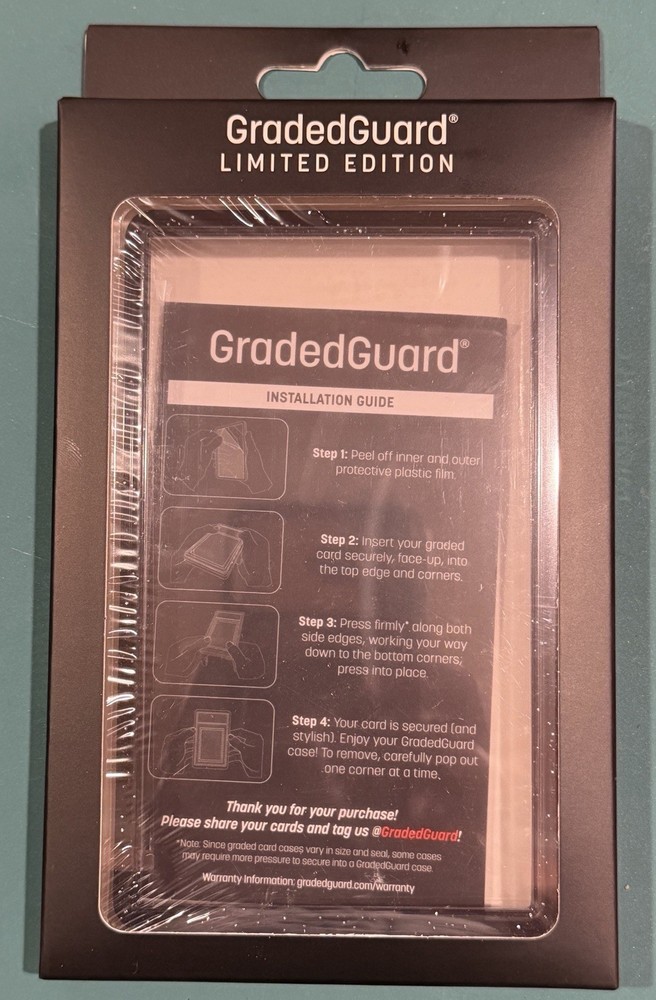 GradedGuard®
LIMITED EDITION
GradedGuard®
INSTALLATION GUIDE
Step 1: Peel off inner and outer
protective plastic film.
Step 2: Insert your graded
card securely, face-up, into
the top edge and corners.
Step 3: Press firmly* along both
side edges, working your way
down to the bottom corners;
press into place.
Step 4: Your card is secured (and
stylish). Enjoy your GradedGuard
case! To remove, carefully pop out
one corner at a time.
Thank you for your purchase!
Please share your cards and tag us @GradedGuard!
*Note: Since graded card cases vary in size and seal, some cases
may require more pressure to secure into a GradedGuard case.
Warranty Information: gradedguard.com/warranty